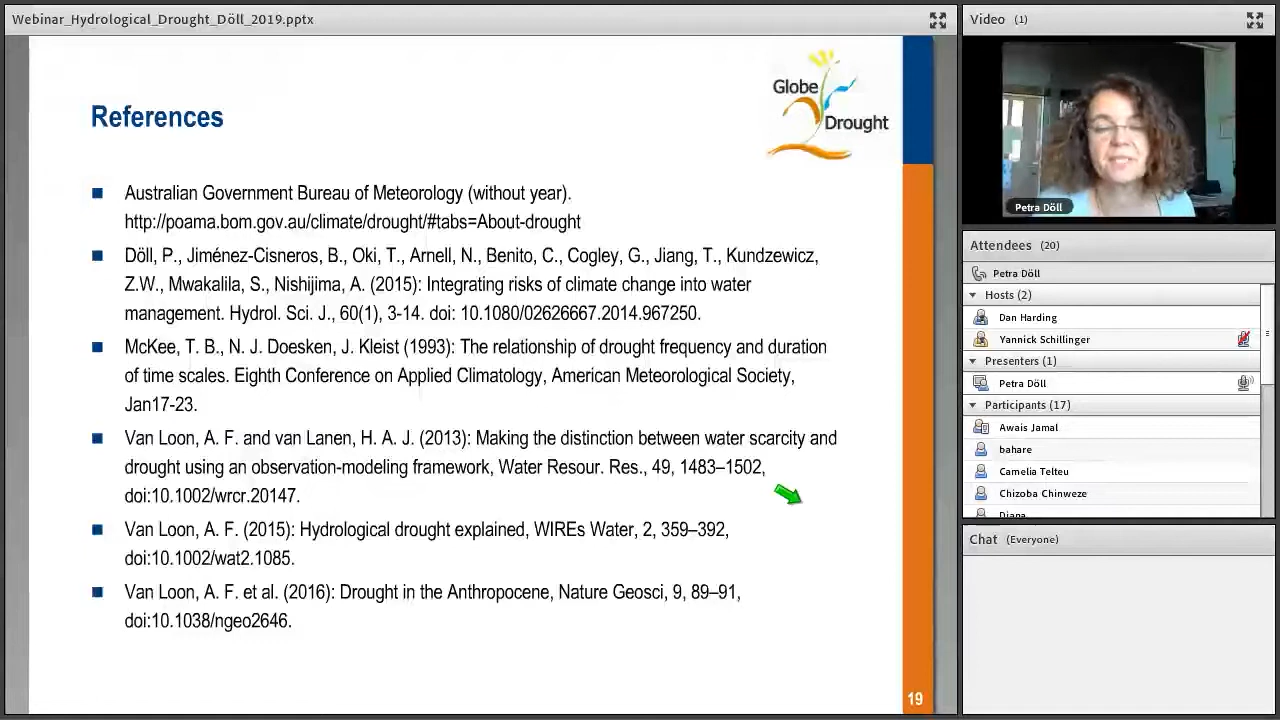 Webinar_Hydrological_Drought_Döll_2019.pptx
References
Globe
Drought
Australian Government Bureau of Meteorology (without year).
http://poama.bom.gov.au/climate/drought/#tabs=About-drought
Döll, P., Jiménez-Cisneros, B., Oki, T., Arnell, N., Benito, C., Cogley, G., Jiang, T., Kundzewicz,
Z.W., Mwakalila, S., Nishijima, A. (2015): Integrating risks of climate change into water
management. Hydrol. Sci. J., 60(1), 3-14. doi: 10.1080/02626667.2014.967250.
McKee, T. B., N. J. Doesken, J. Kleist (1993): The relationship of drought frequency and duration
of time scales. Eighth Conference on Applied Climatology, American Meteorological Society,
Jan17-23.
Van Loon, A. F. and van Lanen, H. A. J. (2013): Making the distinction between water scarcity and
drought using an observation-modeling framework, Water Resour. Res., 49, 1483–1502,
doi:10.1002/wrcr.20147.
Van Loon, A. F. (2015): Hydrological drought explained, WIREs Water, 2, 359–392,
doi:10.1002/wat2.1085.
Van Loon, A. F. et al. (2016): Drought in the Anthropocene, Nature Geosci, 9, 89–91,
doi:10.1038/ngeo2646.
19
Video (1)
Petra Döll
Attendees (20)
Petra Döll
Hosts (2)
Dan Harding
Yannick Schillinger
Presenters (1)
Petra Döll
Participants (17)
Awais Jamal
bahare
Camelia Telteu
Chizoba Chinweze
Diana
Chat (Everyone)